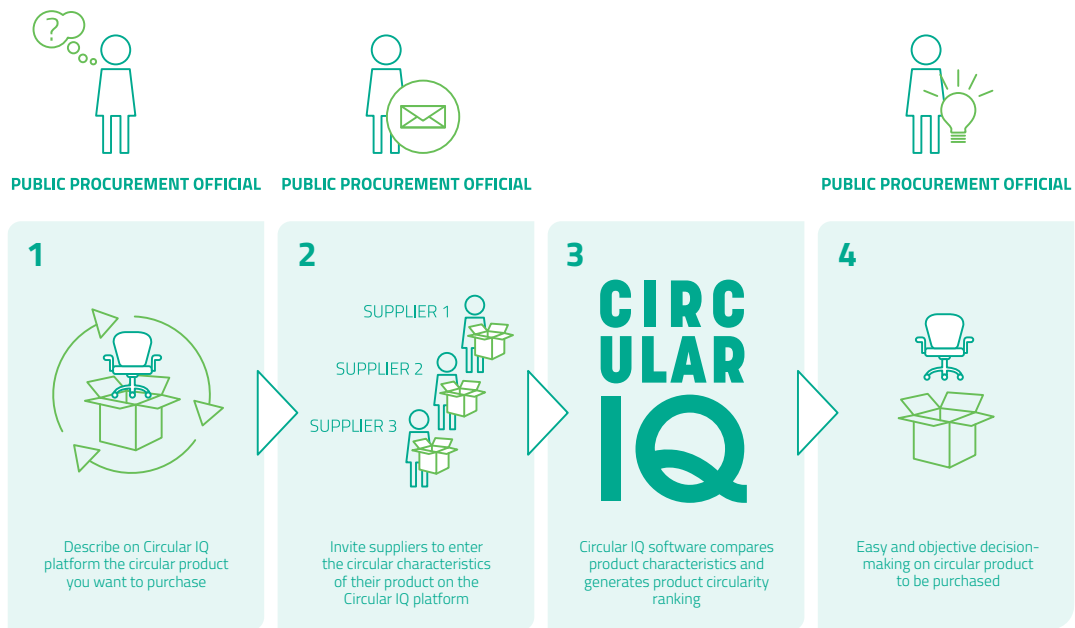 ?
PUBLIC PROCUREMENT OFFICIAL
PUBLIC PROCUREMENT OFFICIAL
PUBLIC PROCUREMENT OFFICIAL
1
Describe on Circular IQ
platform the circular product
you want to purchase
2
SUPPLIER 1
SUPPLIER 2
SUPPLIER 3
Invite suppliers to enter
the circular characteristics
of their product on the
Circular IQ platform
3
CIRC
ULAR
IQ
Circular IQ software compares
product characteristics and
generates product circularity
ranking
4
Easy and objective decision-
making on circular product
to be purchased